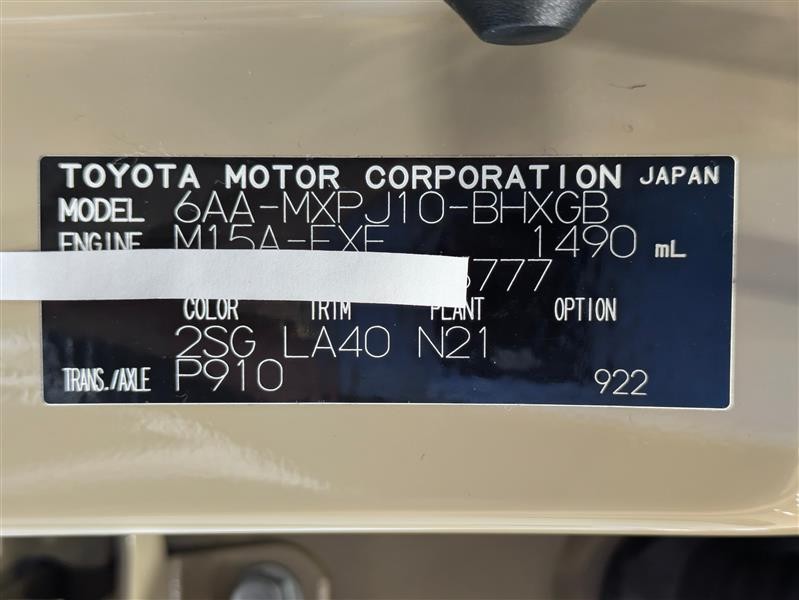 TOYOTA MOTOR CORPORATION JAPAN
MODEL 6AA-MXPJ10-BHXGB
ENGINE M15A-FXE 1490 mL
777
COLOR TRIM PLANT OPTION
2SG LA40 N21
TRANS./AXLE P910 922